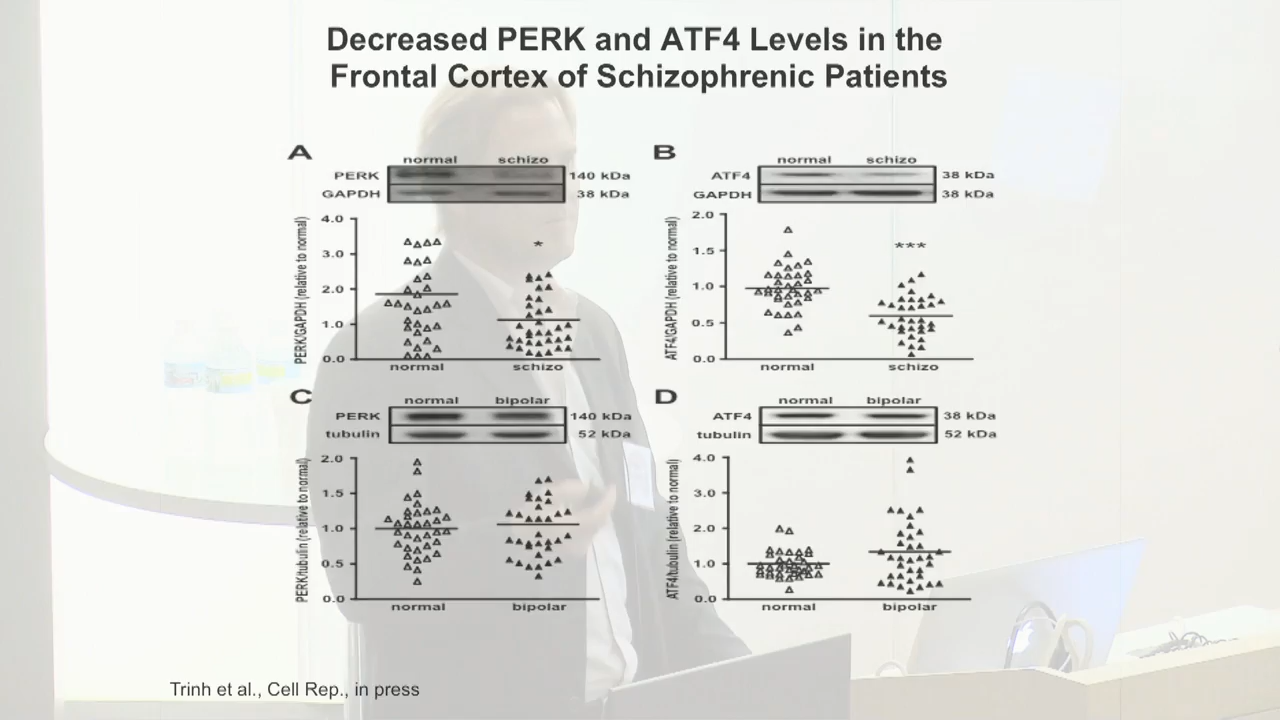 Decreased PERK and ATF4 Levels in the
Frontal Cortex of Schizophrenic Patients
A
normal schizo
PERK 140 kDa
GAPDH 38 kDa
PERK/GAPDH (relative to normal)
4.0
3.0
*
2.0
1.0
0.0
normal schizo
B
normal schizo
ATF4 38 kDa
GAPDH 38 kDa
ATF4/GAPDH (relative to normal)
2.0
1.5
***
1.0
0.5
0.0
normal schizo
C
normal bipolar
PERK 140 kDa
tubulin 52 kDa
PERK/tubulin (relative to normal)
2.0
1.5
1.0
0.5
0.0
normal bipolar
D
normal bipolar
ATF4 38 kDa
tubulin 52 kDa
ATF4/tubulin (relative to normal)
4.0
3.0
2.0
1.0
0.0
normal bipolar
Trinh et al., Cell Rep., in press